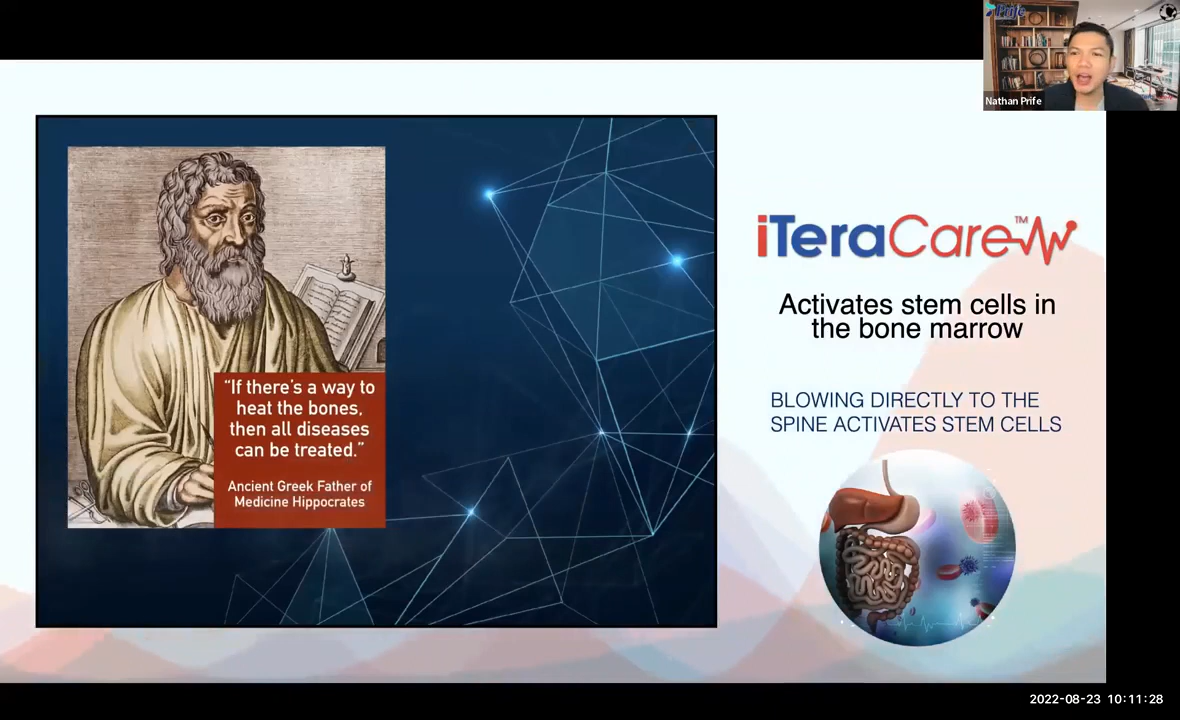 Prife
Nathan Prife
iTeraCare™
Activates stem cells in
the bone marrow
BLOWING DIRECTLY TO THE
SPINE ACTIVATES STEM CELLS
“If there’s a way to
heat the bones,
then all diseases
can be treated.”
Ancient Greek Father of
Medicine Hippocrates
2022-08-23 10:11:28